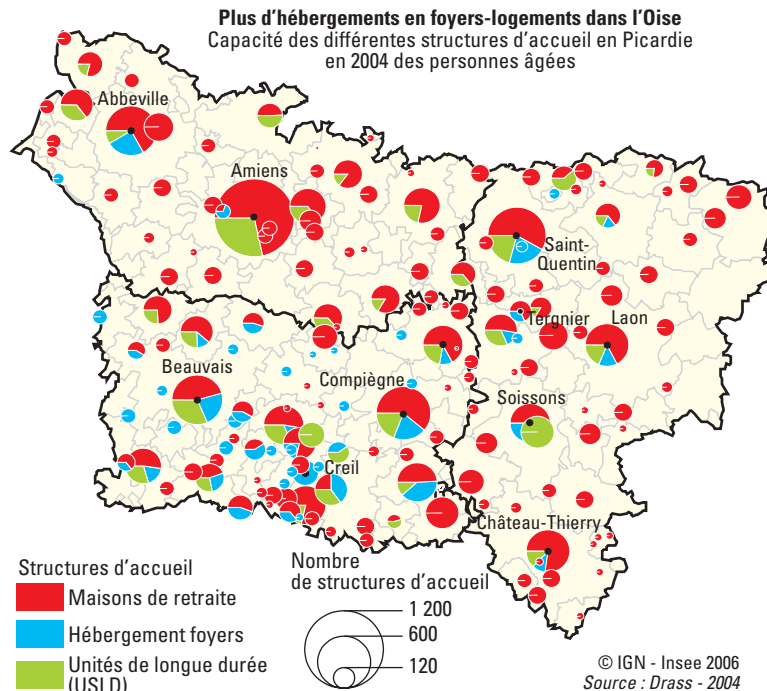 Plus d'hébergements en foyers-logements dans l'Oise
Capacité des différentes structures d'accueil en Picardie
en 2004 des personnes âgées
Abbeville
Amiens
Saint-
Quentin
Tergnier
Laon
Beauvais
Compiègne
Soissons
Creil
Château-Thierry
Structures d'accueil
Maisons de retraite
Hébergement foyers
Unités de longue durée
(USLD)
Nombre
de structures d'accueil
1 200
600
120
© IGN - Insee 2006
Source : Drass - 2004